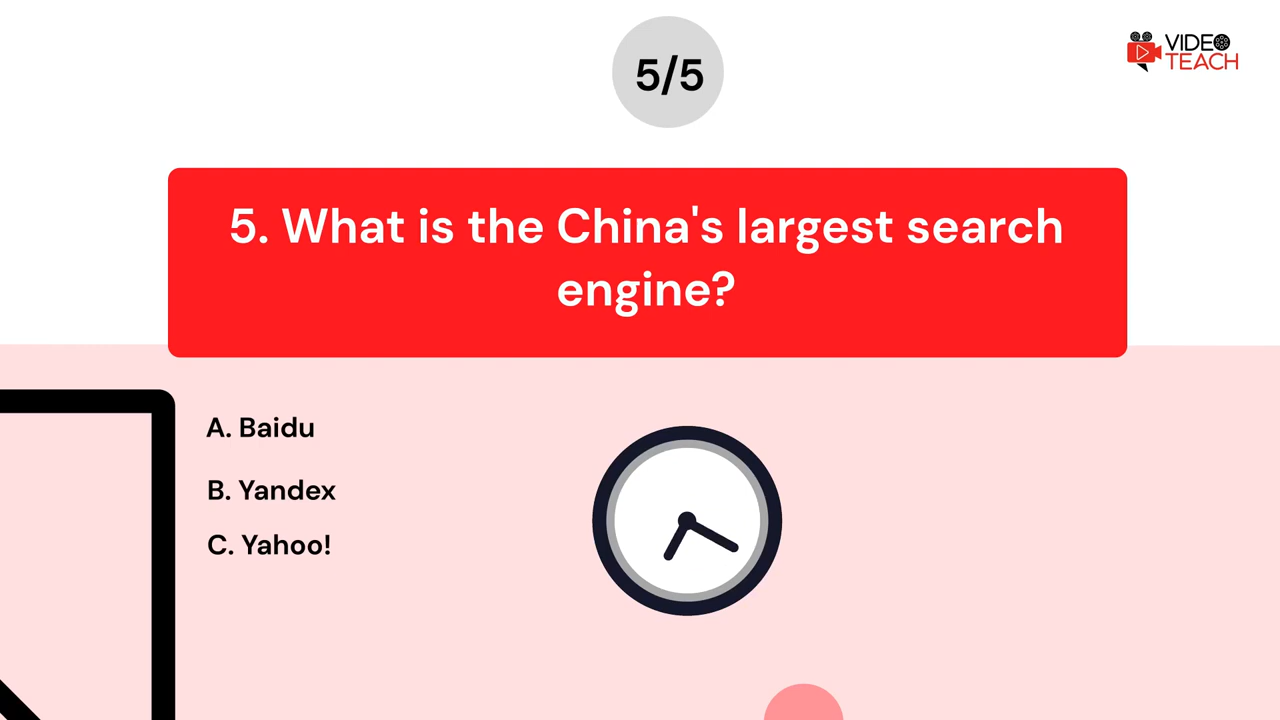 5/5
VIDEO
TEACH
5. What is the China's largest search
engine?
A. Baidu
B. Yandex
C. Yahoo!